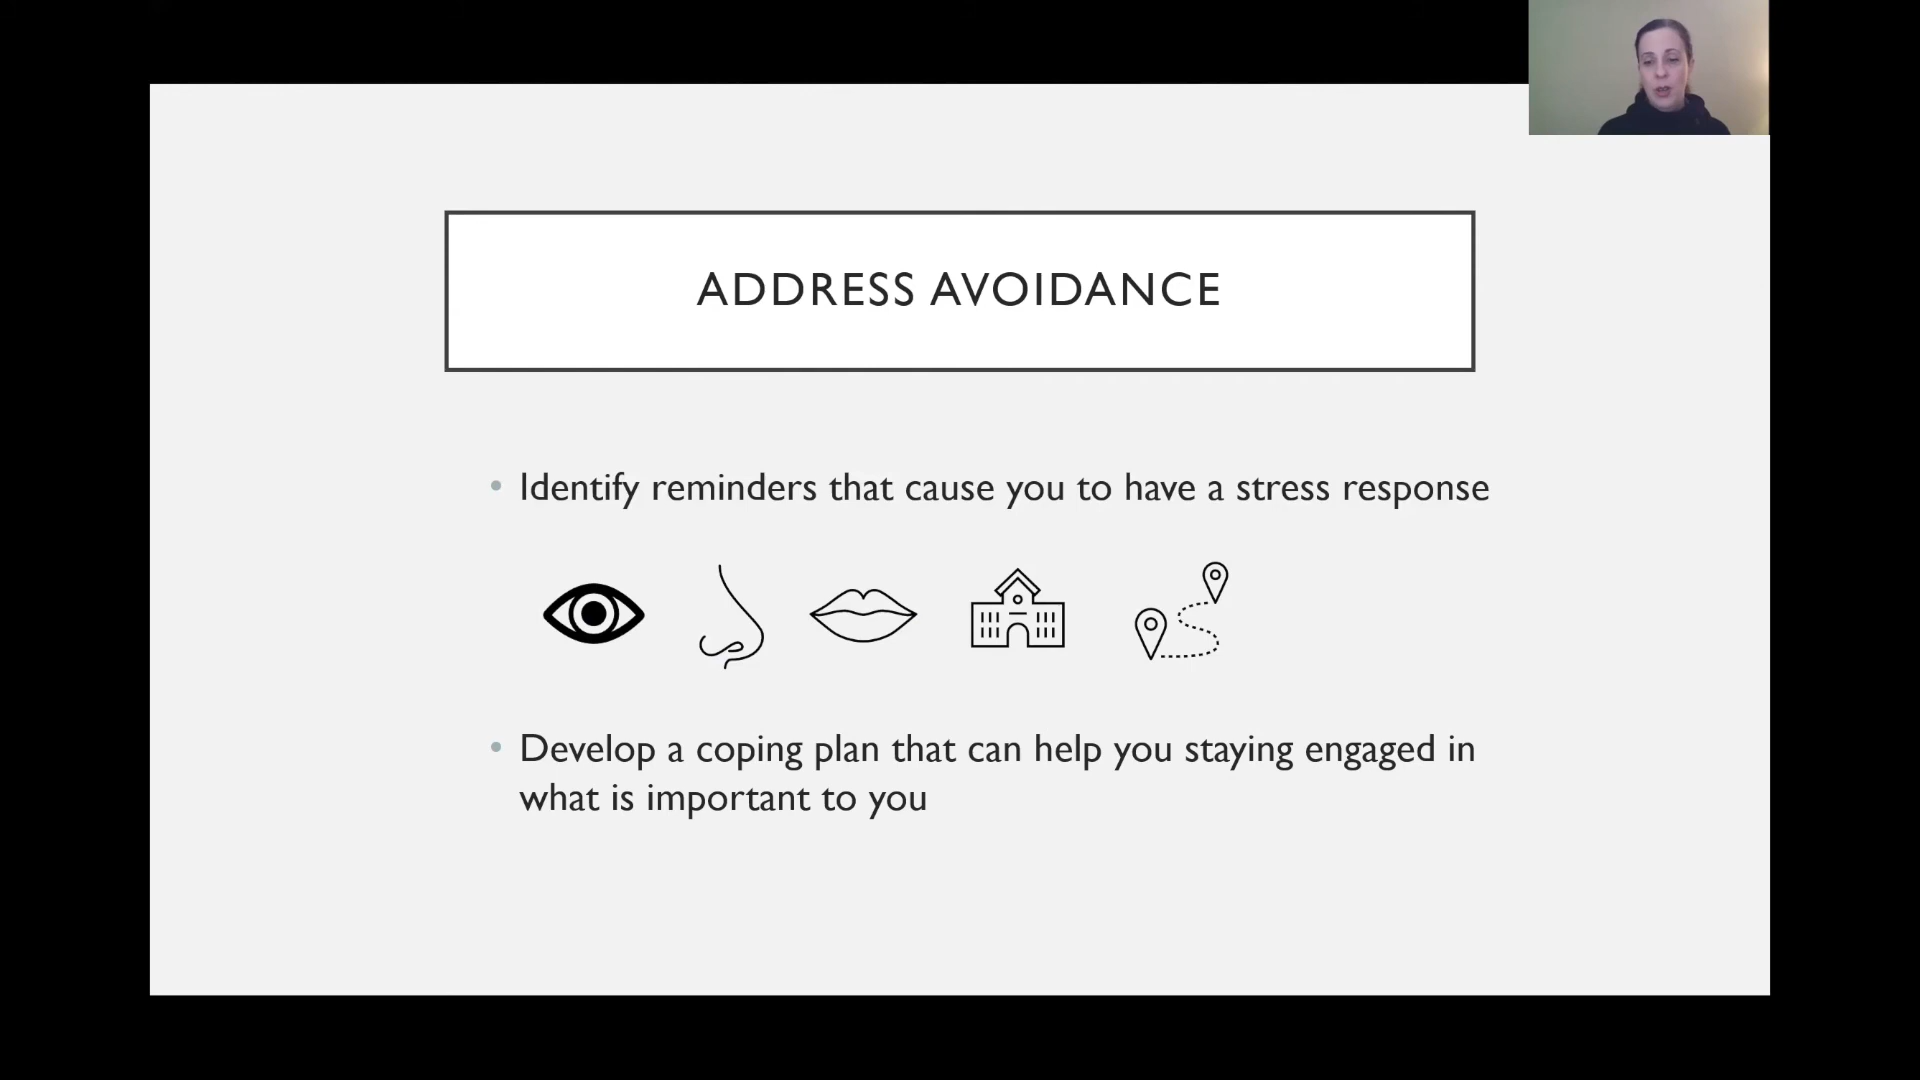 ADDRESS AVOIDANCE
• Identify reminders that cause you to have a stress response
• Develop a coping plan that can help you staying engaged in
what is important to you